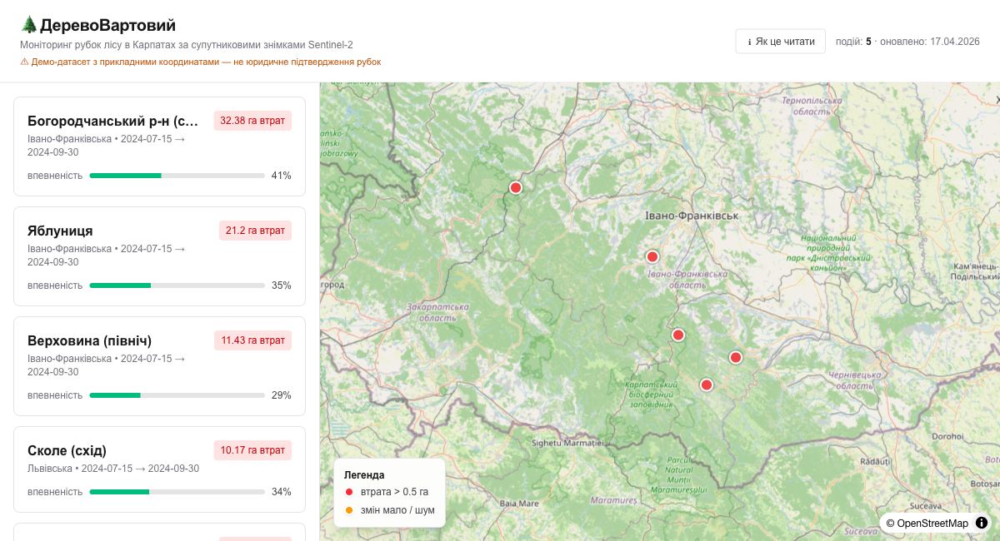 🌲 ДеревоВартовий
Моніторинг рубок лісу в Карпатах за супутниковими знімками Sentinel-2
⚠ Демо-датасет з прикладними координатами — не юридичне підтвердження рубок
ℹ Як це читати
подій: 5 · оновлено: 17.04.2026
Богородчанський р-н (с…
32.38 га втрат
Івано-Франківська • 2024-07-15 →
2024-09-30
впевненість
41%
Яблуниця
21.2 га втрат
Івано-Франківська • 2024-07-15 →
2024-09-30
впевненість
35%
Верховина (північ)
11.43 га втрат
Івано-Франківська • 2024-07-15 →
2024-09-30
впевненість
29%
Сколе (схід)
10.17 га втрат
Львівська • 2024-07-15 → 2024-09-30
впевненість
34%
Тернопільська
область
Івано-Франківськ
Національний
природний
парк «Дністровський
каньйон»
Кам'янець-
Подільський
Івано-Франківська
область
город
Закарпатська
область
Чернівецька
область
Карпатський
біосферний
заповідник
Sighetu Marmației
Dorohoi
Parcul
Natural
Munții
Maramureșului
Rădăuți
Botoșan
Baia Mare
Maramureș
Suceava
Suceava
Легенда
втрата > 0.5 га
змін мало / шум
© OpenStreetMap